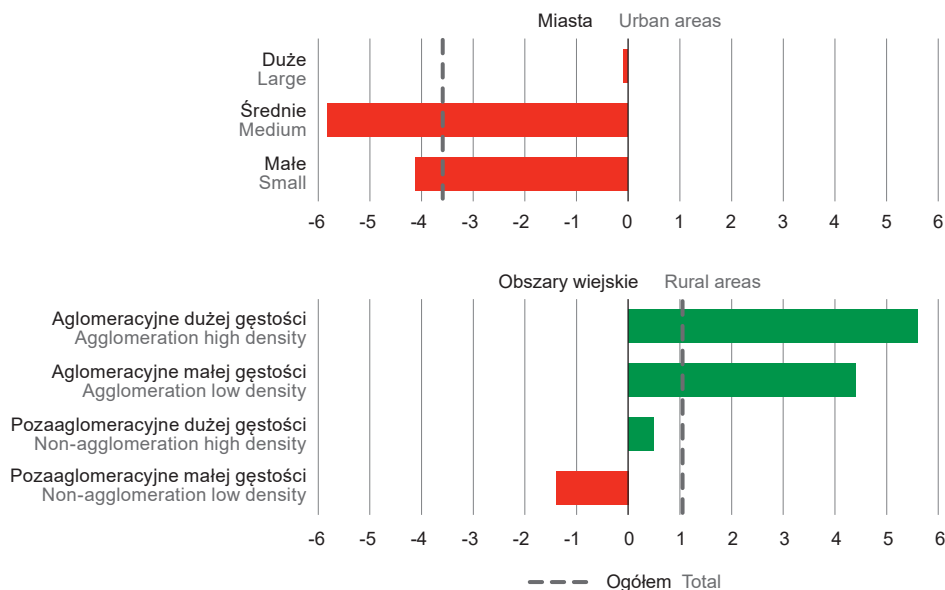 Miasta Urban areas
Duże
Large
Średnie
Medium
Małe
Small
-6 -5 -4 -3 -2 -1 0 1 2 3 4 5 6
Obszary wiejskie Rural areas
Aglomeracyjne dużej gęstości
Agglomeration high density
Aglomeracyjne małej gęstości
Agglomeration low density
Pozaaglomeracyjne dużej gęstości
Non-agglomeration high density
Pozaaglomeracyjne małej gęstości
Non-agglomeration low density
-6 -5 -4 -3 -2 -1 0 1 2 3 4 5 6
Ogółem Total